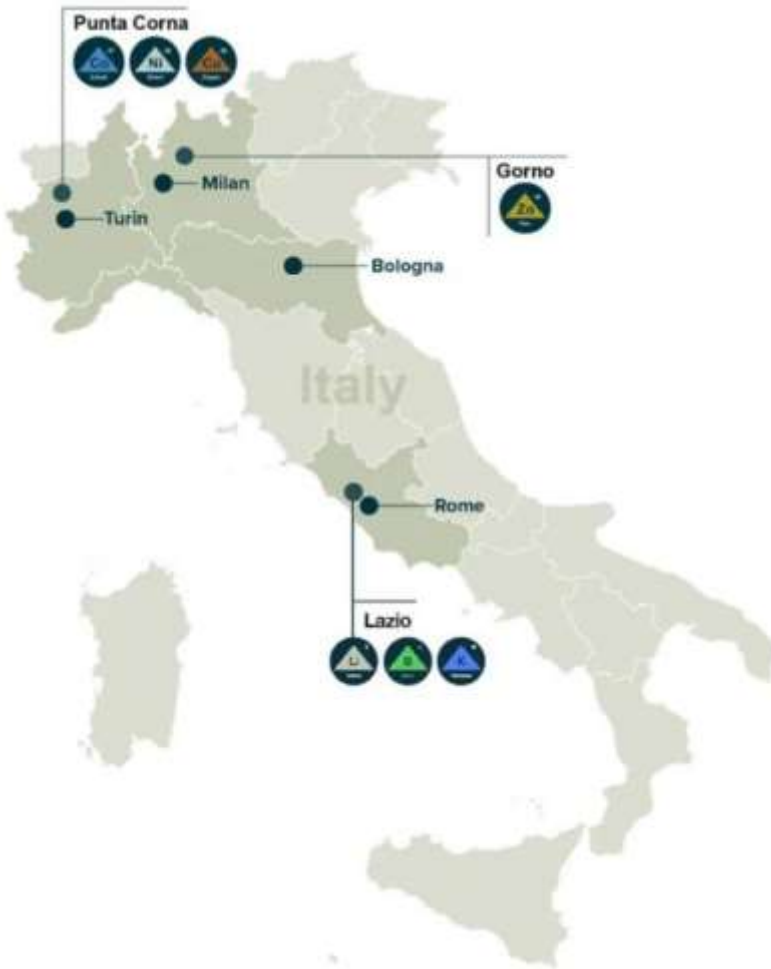 Punta Corna
Co
Ni
Cu
Gorno
Zn
Milan
Turin
Bologna
Italy
Rome
Lazio
Li
B
K